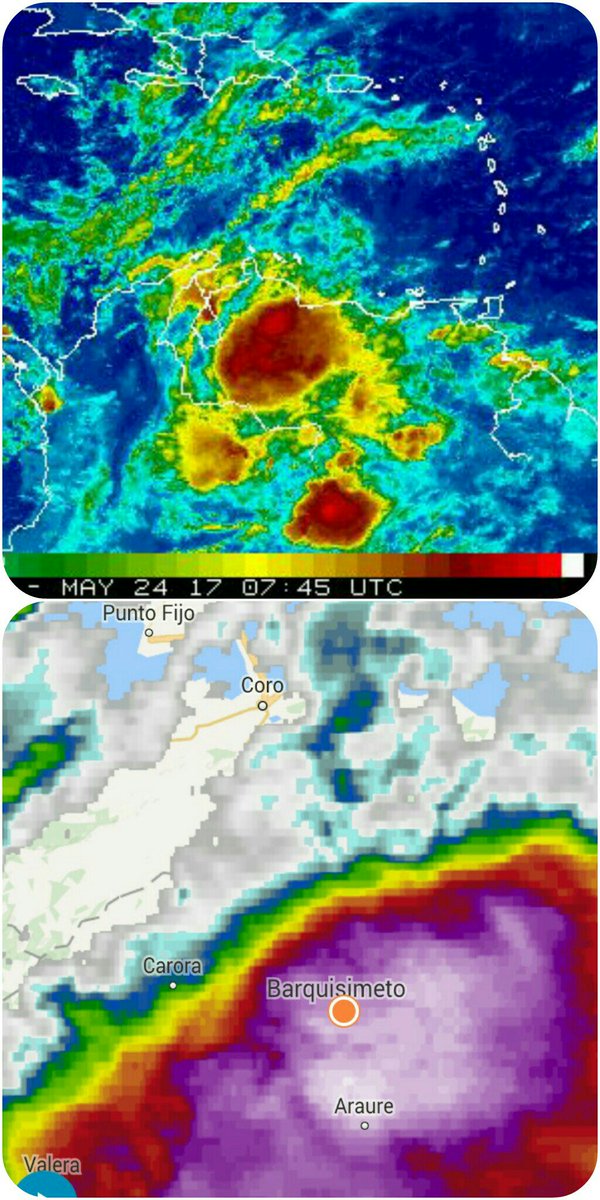 - MAY 24 17 07:45 UTC
Punto Fijo
Coro
Carora
Barquisimeto
Araure
Valera